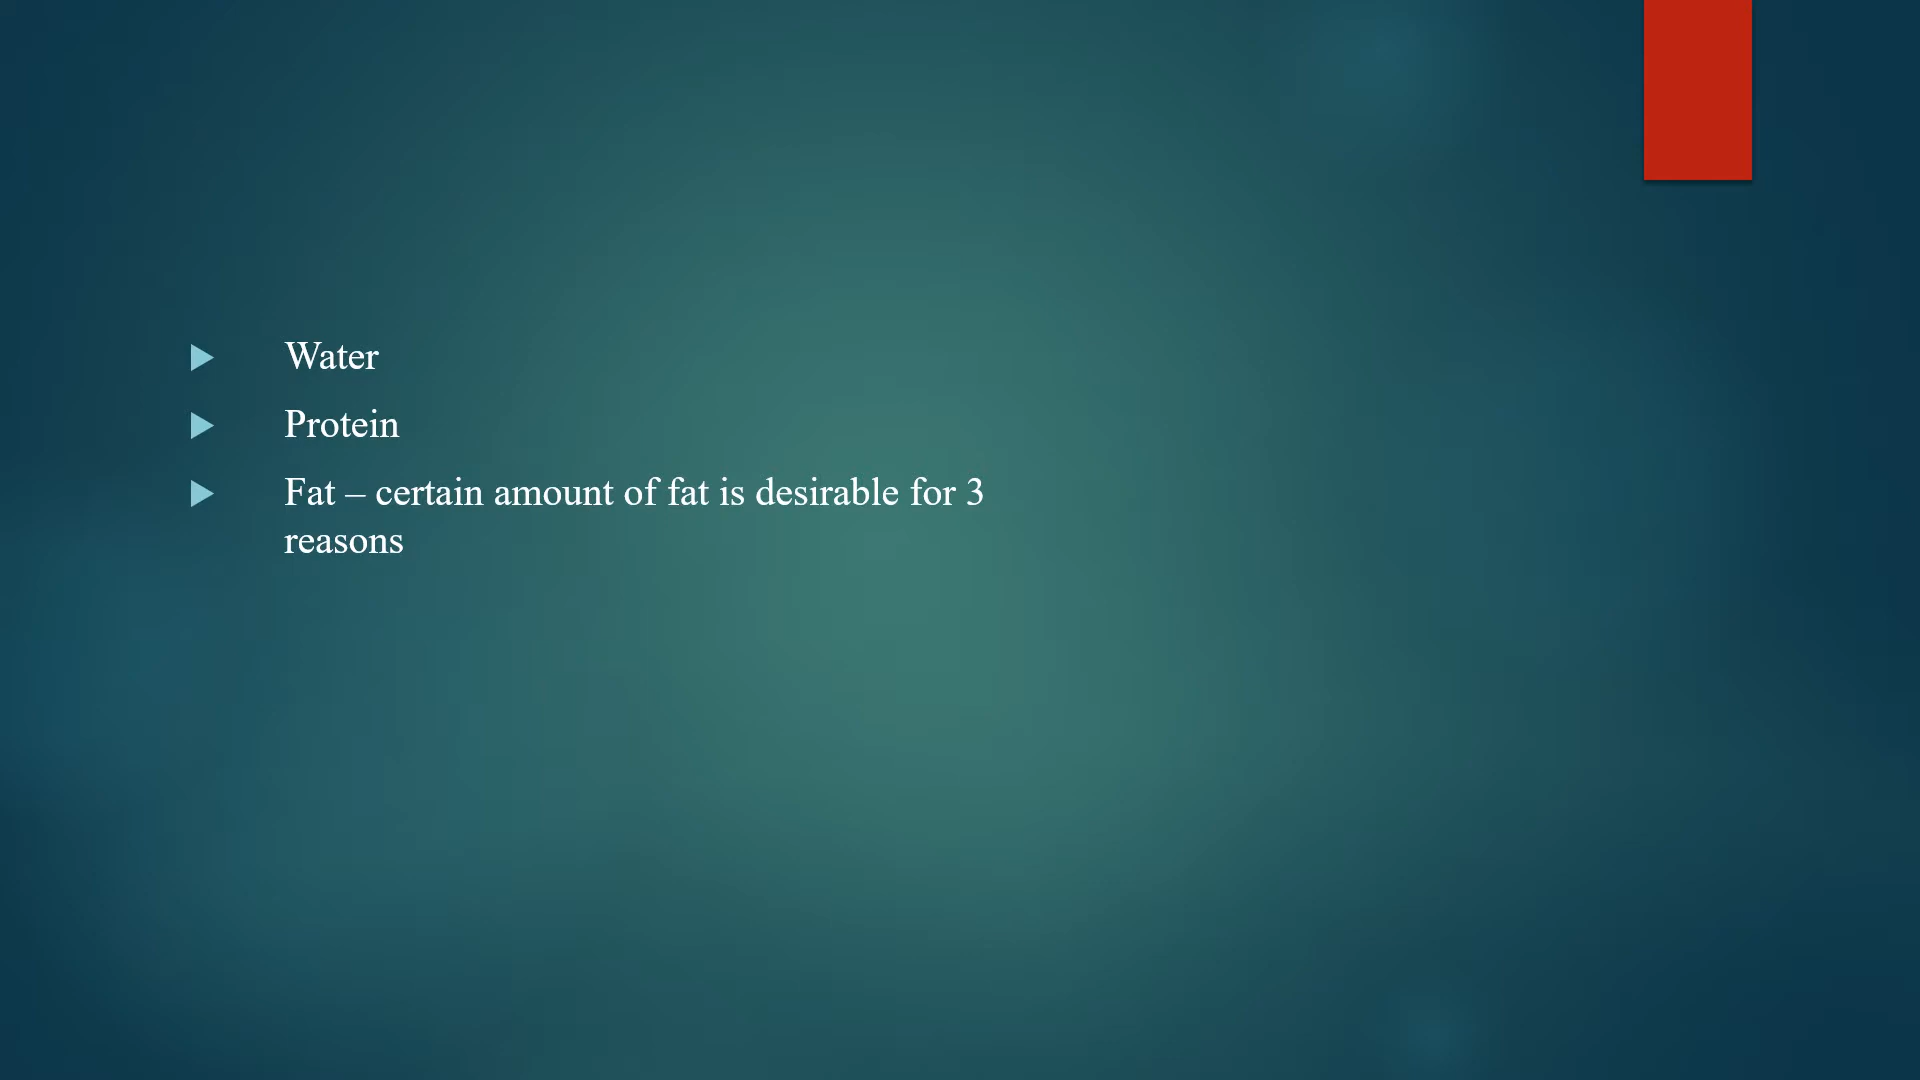 Water
Protein
Fat – certain amount of fat is desirable for 3
reasons